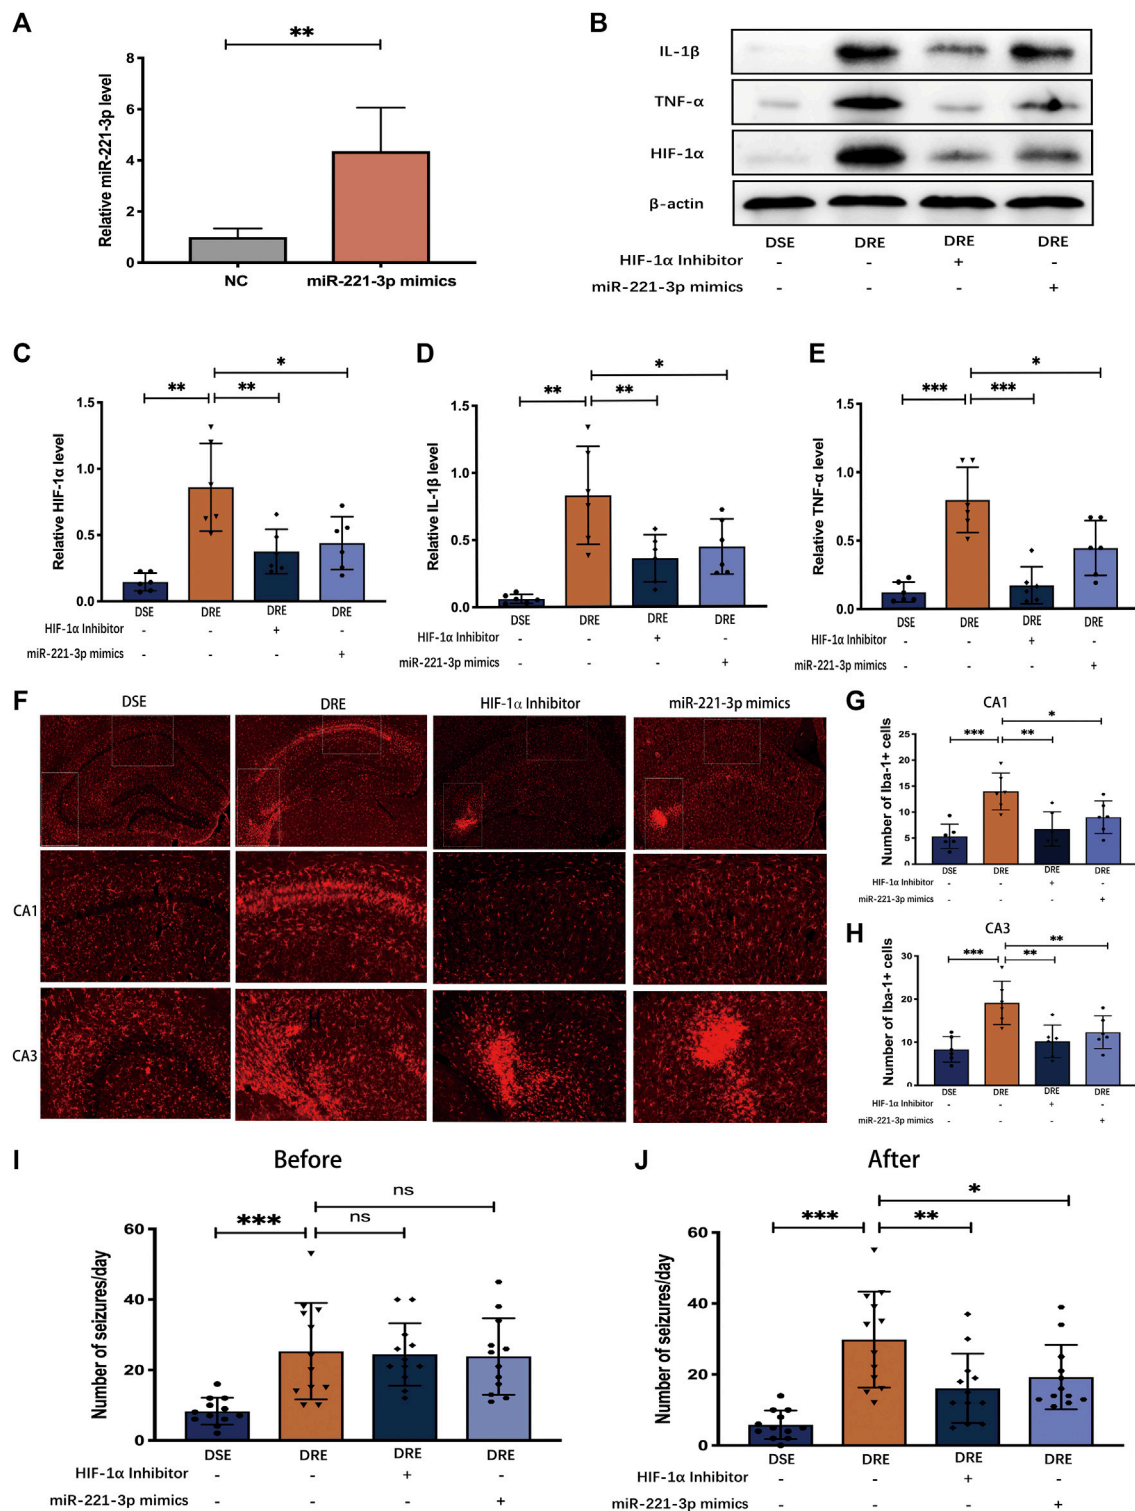 A
**
Relative miR-221-3p level
8
6
4
2
0
NC
miR-221-3p mimics
B
IL-1β
TNF-α
HIF-1α
β-actin
DSE DRE DRE DRE
HIF-1α Inhibitor - - + -
miR-221-3p mimics - - - +
C
*
** **
Relative HIF-1α level
1.5
1.0
0.5
0.0
DSE DRE DRE DRE
HIF-1α Inhibitor - - + -
miR-221-3p mimics - - - +
D
*
** **
Relative IL-1β level
1.5
1.0
0.5
0.0
DSE DRE DRE DRE
HIF-1α Inhibitor - - + -
miR-221-3p mimics - - - +
E
*
*** ***
Relative TNF-α level
1.5
1.0
0.5
0.0
DSE DRE DRE DRE
HIF-1α Inhibitor - - + -
miR-221-3p mimics - - - +
F
DSE DRE HIF-1α Inhibitor miR-221-3p mimics
CA1
CA3
G
CA1
*
*** **
Number of Iba-1+ cells
25
20
15
10
5
0
DSE DRE DRE DRE
HIF-1α Inhibitor - - + -
miR-221-3p mimics - - - +
H
CA3
**
*** **
Number of Iba-1+ cells
30
20
10
0
DSE DRE DRE DRE
HIF-1α Inhibitor - - + -
miR-221-3p mimics - - - +
I
Before
ns
*** ns
Number of seizures/day
60
40
20
0
DSE DRE DRE DRE
HIF-1α Inhibitor - - + -
miR-221-3p mimics - - - +
J
After
*
*** **
Number of seizures/day
60
40
20
0
DSE DRE DRE DRE
HIF-1α Inhibitor - - + -
miR-221-3p mimics - - - +